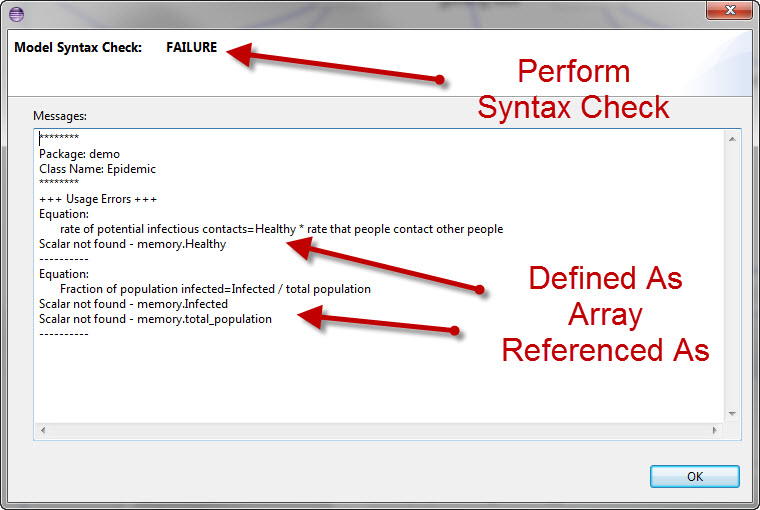 Model Syntax Check: FAILURE
Perform
Syntax Check
Messages:
********
Package: demo
Class Name: Epidemic
********
+++ Usage Errors +++
Equation:
rate of potential infectious contacts=Healthy * rate that people contact other people
Scalar not found - memory.Healthy
----------
Equation:
Fraction of population infected=Infected / total population
Scalar not found - memory.Infected
Scalar not found - memory.total_population
----------
Defined As
Array
Referenced As
OK